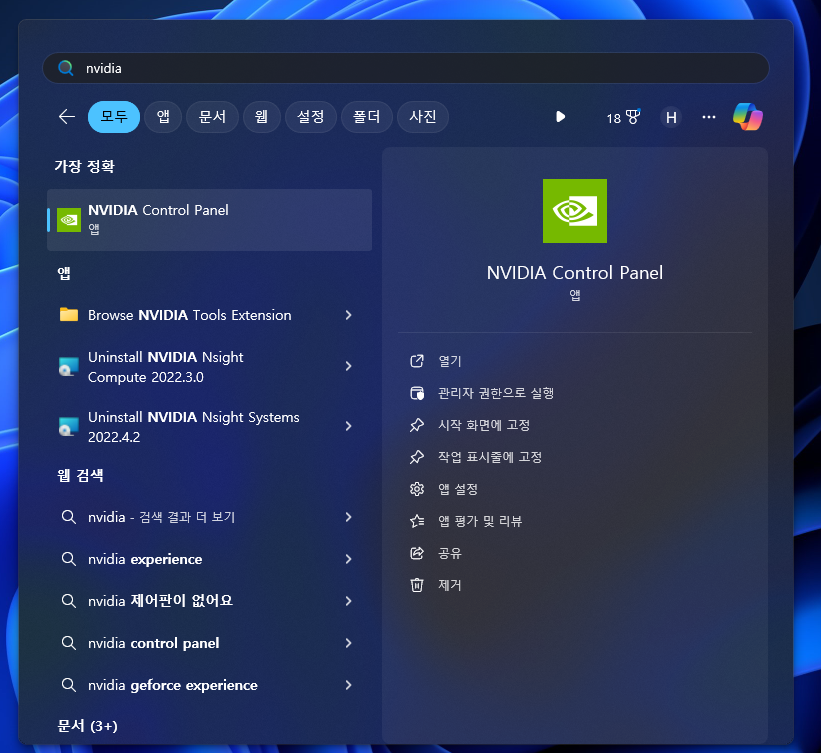 nvidia
모두
앱
문서
웹
설정
폴더
사진
18
H
가장 정확
NVIDIA Control Panel
앱
앱
Browse NVIDIA Tools Extension
Uninstall NVIDIA Nsight
Compute 2022.3.0
Uninstall NVIDIA Nsight Systems
2022.4.2
웹 검색
nvidia - 검색 결과 더 보기
nvidia experience
nvidia 제어판이 없어요
nvidia control panel
nvidia geforce experience
문서 (3+)
NVIDIA Control Panel
앱
열기
관리자 권한으로 실행
시작 화면에 고정
작업 표시줄에 고정
앱 설정
앱 평가 및 리뷰
공유
제거